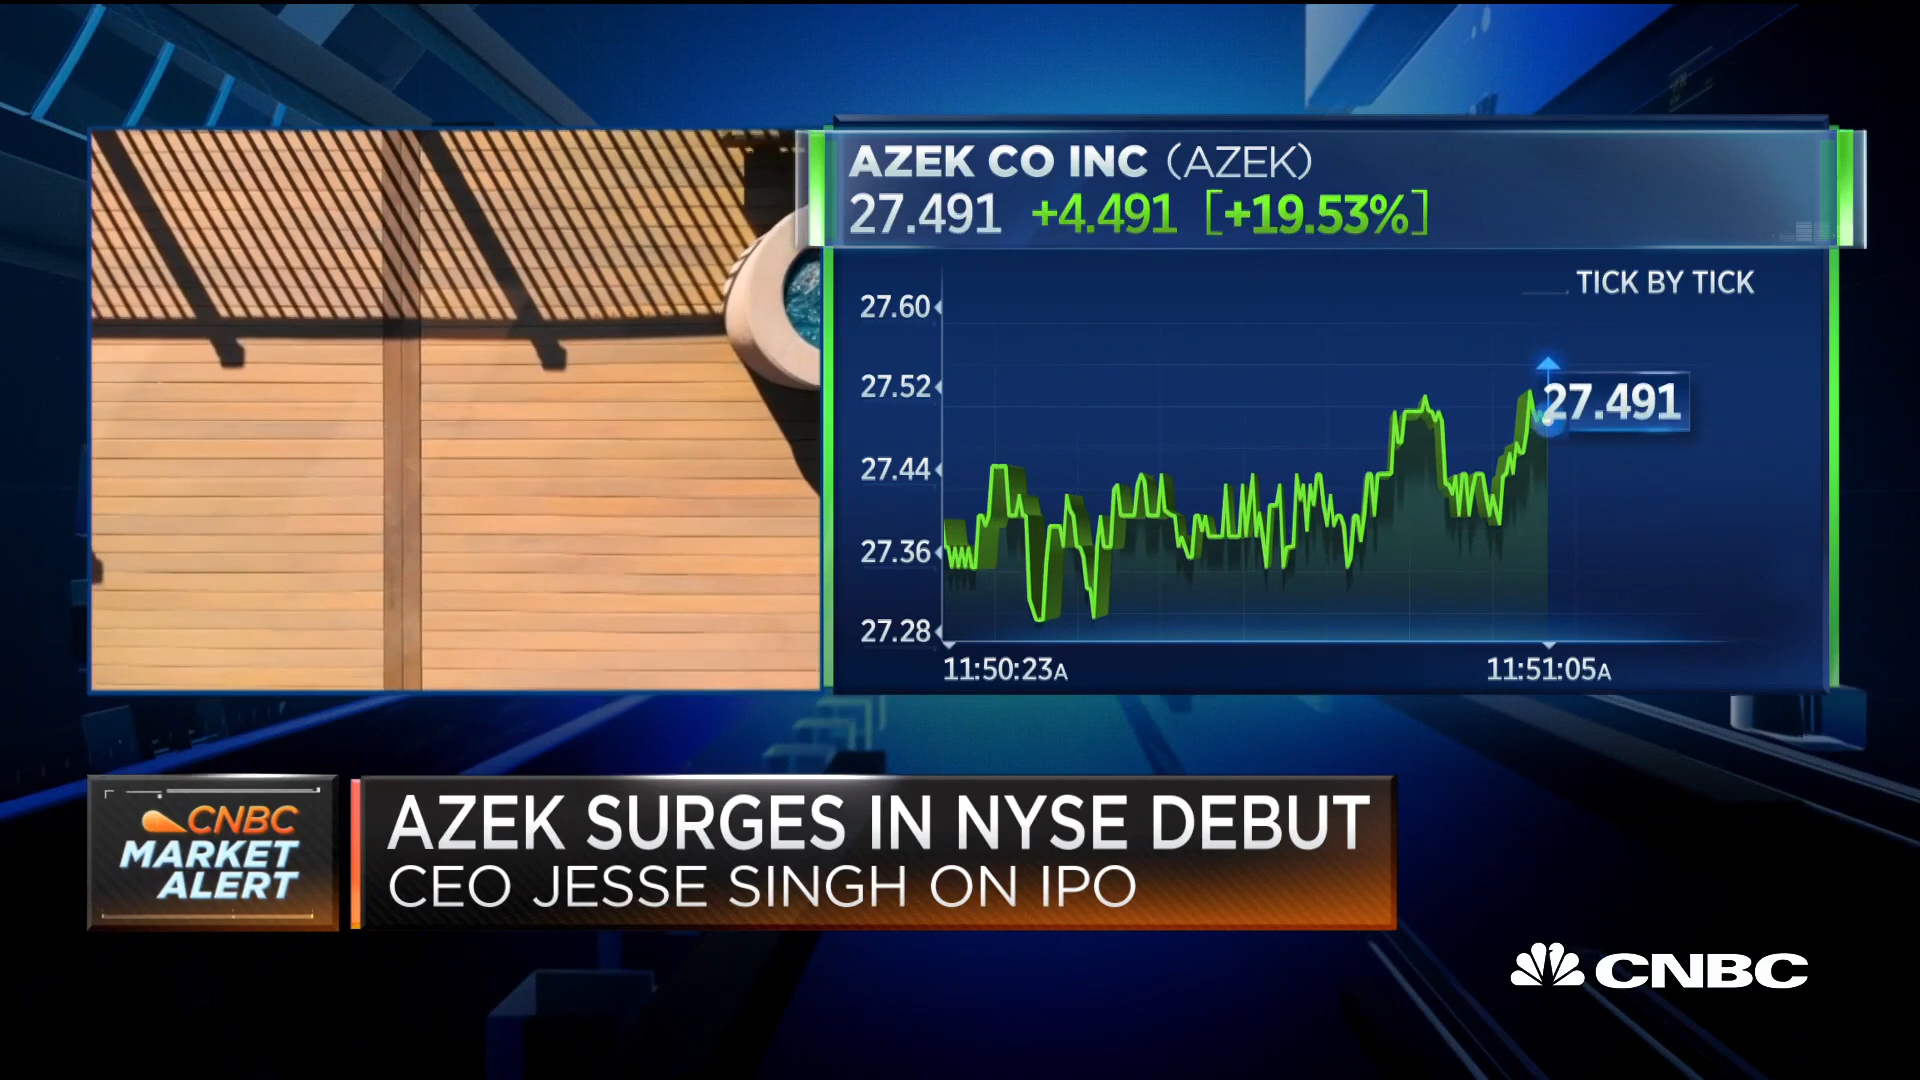 AZEK CO INC (AZEK)
27.491 +4.491 [+19.53%]
TICK BY TICK
27.60
27.52
27.44
27.36
27.28
27.491
11:50:23A
11:51:05A
CNBC
MARKET
ALERT
AZEK SURGES IN NYSE DEBUT
CEO JESSE SINGH ON IPO
CNBC